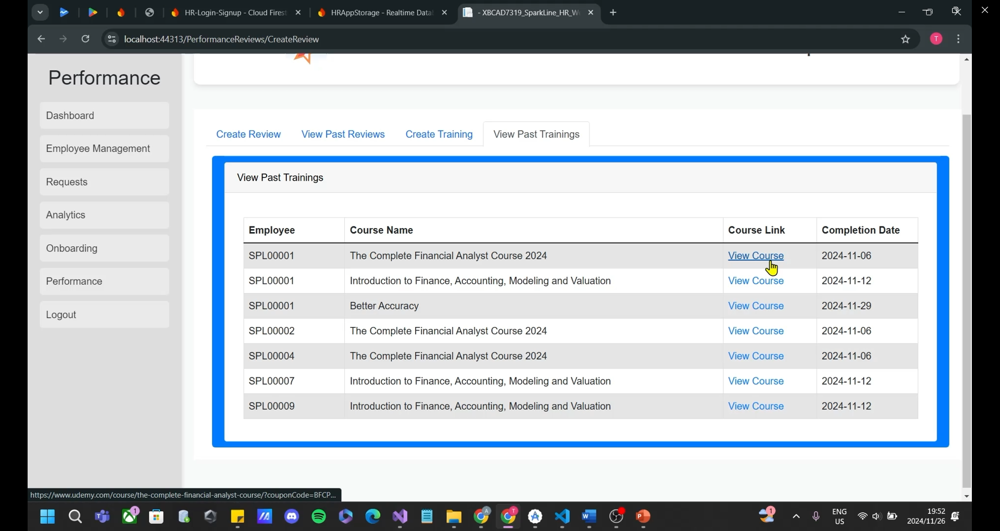 HR-Login-Signup - Cloud Firest
HRAppStorage - Realtime Data
- XBCAD7319_SparkLine_HR_W
localhost:44313/PerformanceReviews/CreateReview
T
Performance
Dashboard
Employee Management
Requests
Analytics
Onboarding
Performance
Logout
Create Review View Past Reviews Create Training View Past Trainings
View Past Trainings
Employee Course Name Course Link Completion Date
SPL00001 The Complete Financial Analyst Course 2024 View Course 2024-11-06
SPL00001 Introduction to Finance, Accounting, Modeling and Valuation View Course 2024-11-12
SPL00001 Better Accuracy View Course 2024-11-29
SPL00002 The Complete Financial Analyst Course 2024 View Course 2024-11-06
SPL00004 The Complete Financial Analyst Course 2024 View Course 2024-11-06
SPL00007 Introduction to Finance, Accounting, Modeling and Valuation View Course 2024-11-12
SPL00009 Introduction to Finance, Accounting, Modeling and Valuation View Course 2024-11-12
https://www.udemy.com/course/the-complete-financial-analyst-course/?couponCode=BFCP...
1
A
T
W
P
1
ENG
US
19:52
2024/11/26